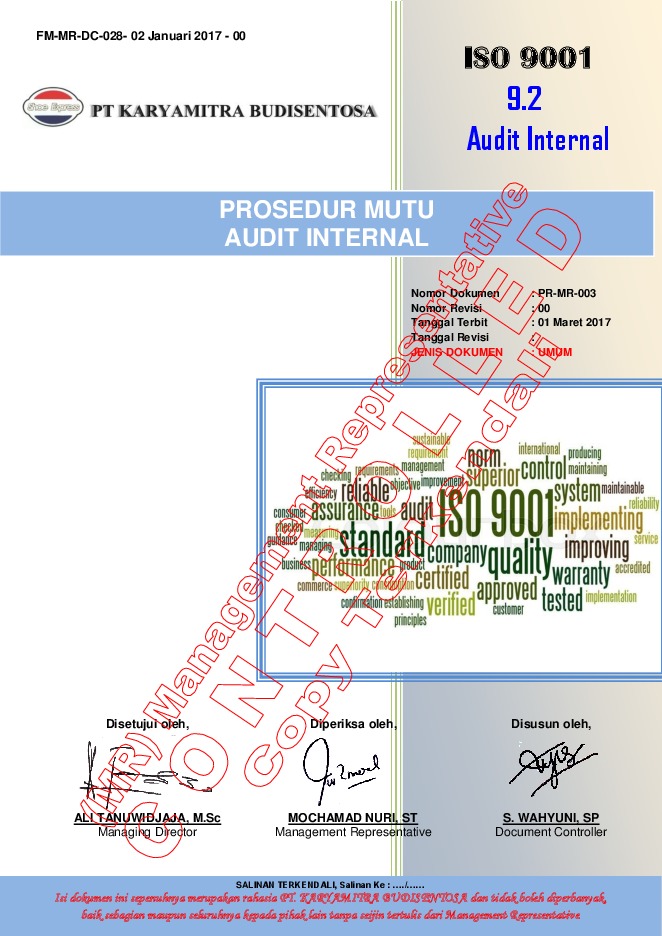 FM-MR-DC-028- 02 Januari 2017 - 00
ISO 9001
9.2
Audit Internal
Shoe Express
PT KARYAMITRA BUDISENTOSA
PROSEDUR MUTU
AUDIT INTERNAL
Nomor Dokumen : PR-MR-003
Nomor Revisi : 00
Tanggal Terbit : 01 Maret 2017
Tanggal Revisi :
JENIS DOKUMEN : UMUM
(MR) Management Representative
CONTROLLED
Copy Terkendali
sustainable
requirement
norm
international
producing
checking
requirements
management
superior
control
maintaining
efficiency
reliable
objective
improvement
system
maintainable
consumer
assurance
tools
audit
ISO 9001
reliability
checked
measuring
implementing
guidance
managing
standard
company
quality
improving
service
business
performance
product
certified
approved
warranty
accredited
commerce
superiority
confirmation
establishing
verified
customer
tested
implementation
principles
Disetujui oleh,
Diperiksa oleh,
Disusun oleh,
ALI TANUWIDJAJA, M.Sc
MOCHAMAD NURI, ST
S. WAHYUNI, SP
Managing Director
Management Representative
Document Controller
SALINAN TERKENDALI, Salinan Ke : ..../......
Isi dokumen ini sepenuhnya merupakan rahasia PT. KARYAMITRA BUDISENTOSA dan tidak boleh diperbanyak,
baik sebagian maupun seluruhnya kepada pihak lain tanpa seijin tertulis dari Management Representative.